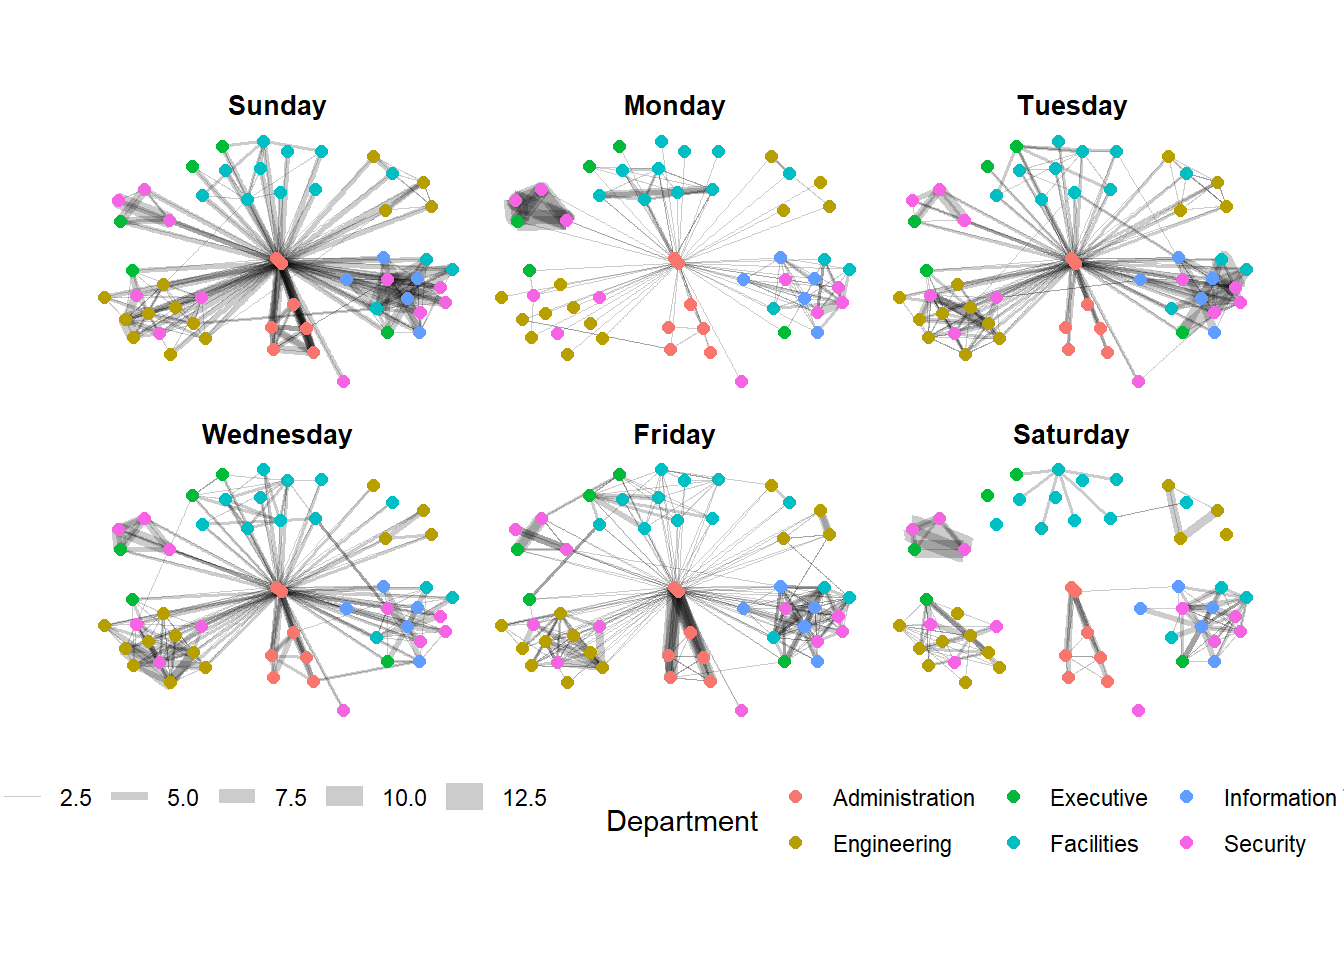 Sunday
Monday
Tuesday
Wednesday
Friday
Saturday
2.5
5.0
7.5
10.0
12.5
Department
Administration
Executive
Information
Engineering
Facilities
Security